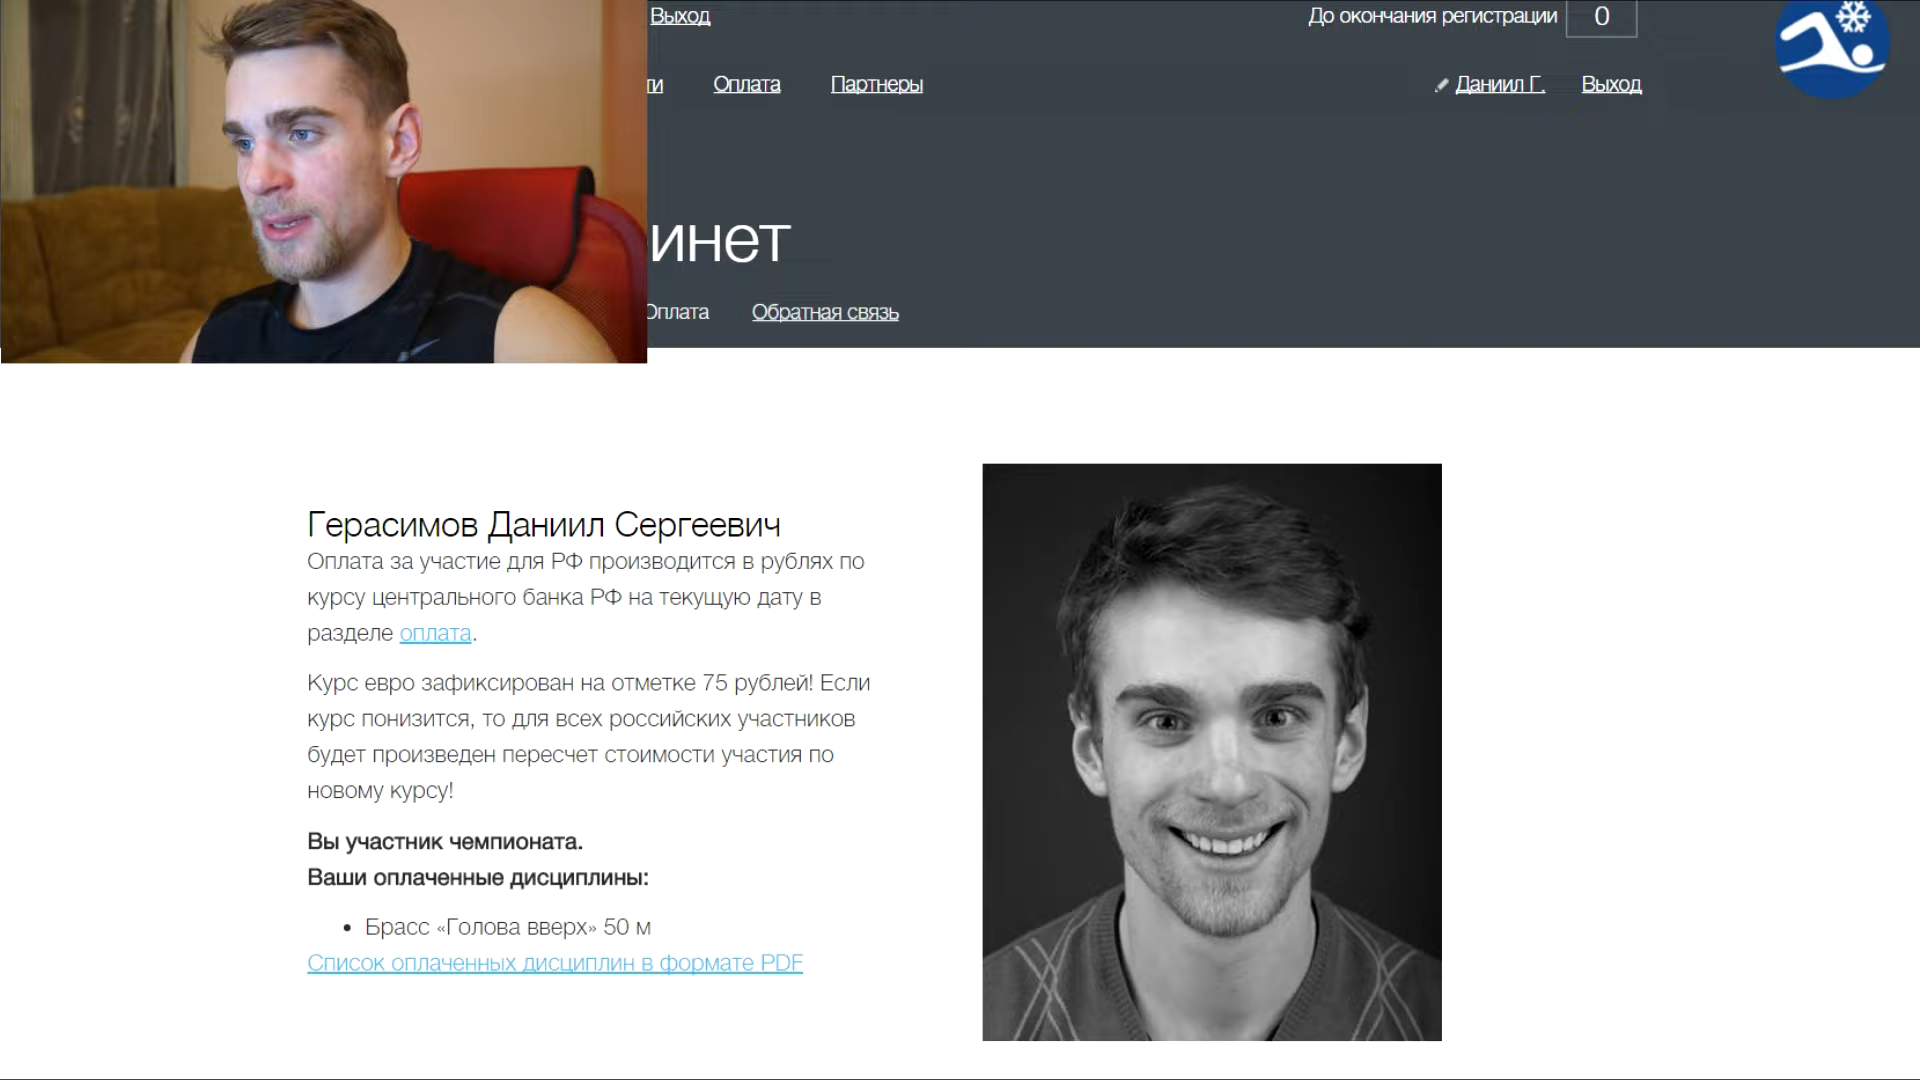 Выход
До окончания регистрации 0
ти Оплата Партнеры Даниил Г. Выход
инет
Оплата Обратная связь
Герасимов Даниил Сергеевич
Оплата за участие для РФ производится в рублях по
курсу центрального банка РФ на текущую дату в
разделе оплата.
Курс евро зафиксирован на отметке 75 рублей! Если
курс понизится, то для всех российских участников
будет произведен пересчет стоимости участия по
новому курсу!
Вы участник чемпионата.
Ваши оплаченные дисциплины:
• Брасс «Голова вверх» 50 м
Список оплаченных дисциплин в формате PDF